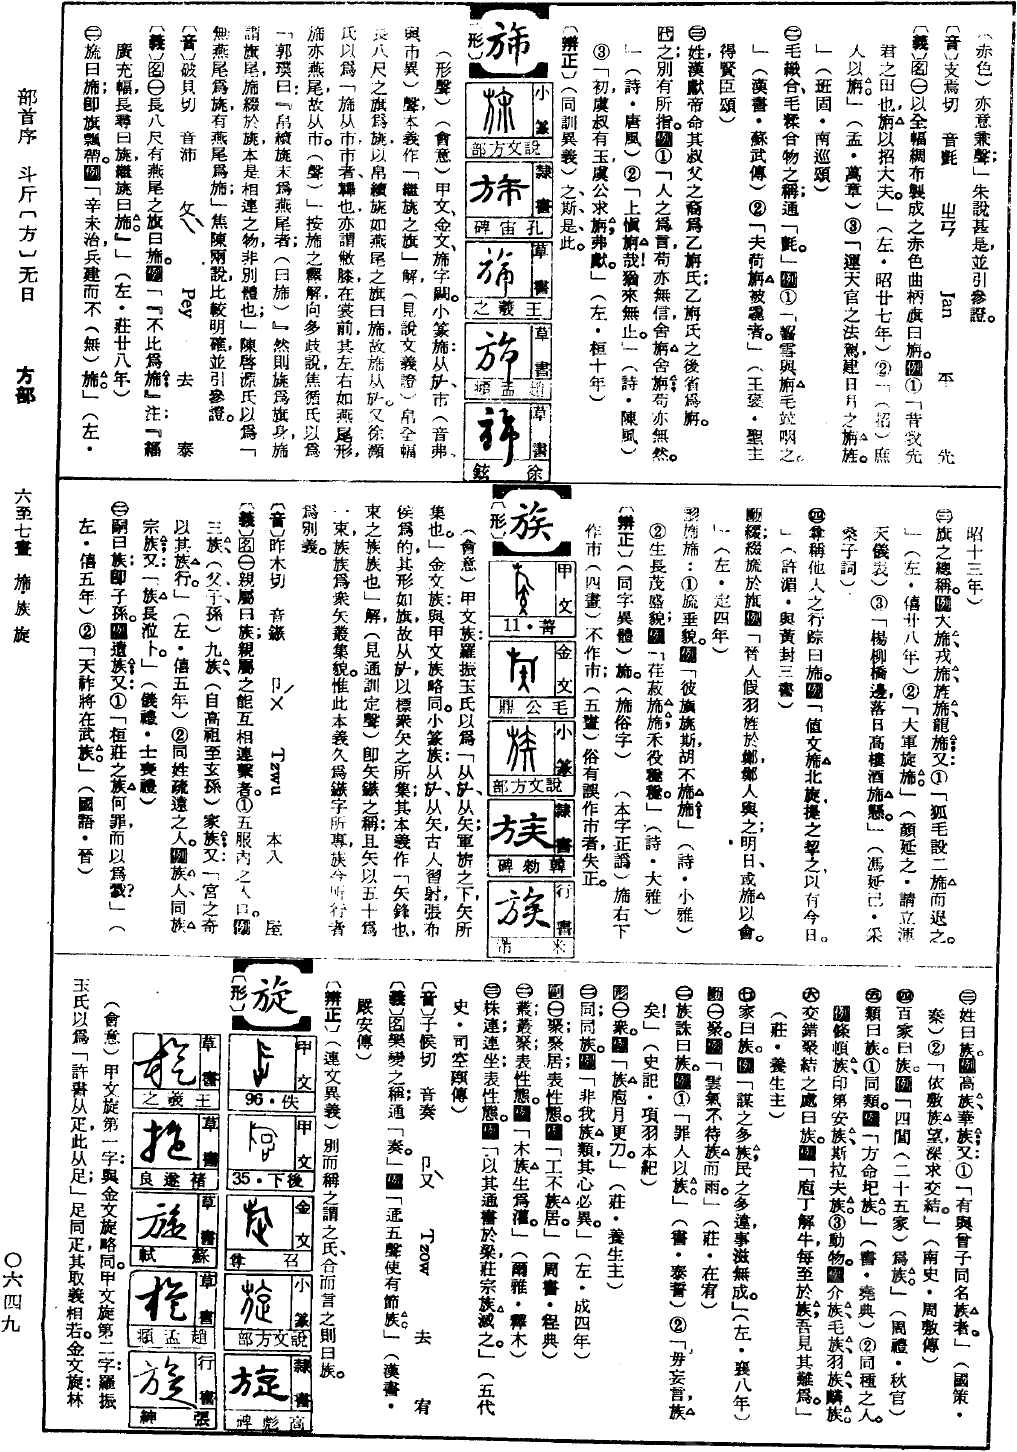 部首序 斗斤〔方〕无日
方部
六至七畫 旆族旋
〇六四九
（赤色）亦意兼聲；」朱說甚是，並引參證。
〔音〕支焉切 音氈 ㄓㄢ Jan 平 先
君之田也，旃以招大夫」（左・昭廿七年）②「（招）庶
人以旃」（孟・萬章）③「運天官之法駕，建日月之旃旌。
」（班固・南巡頌）
㊁毛織合毛糅合物之稱；通「氈。」例①「齧雪與旃毛並咽之。
」（漢書・蘇武傳）②「夫荷旃被毳者。」（王褒・聖主
得賢臣頌）
㊂姓漢獻帝命其叔父之裔爲乙旃氏；乙旃氏之後省爲旃。
代之；別有所指。例①「人之爲言，苟亦無信，舍旃舍旃，苟亦無然。
」（詩・唐風）②「上慎旃哉！猶來無止。」（詩・陳風）
③「初，虞叔有玉，虞公求旃，弗獻。」（左・桓十年）
〔辨正〕（同訓異義）之、斯是此。
旆
〔形〕
小篆 說文方部
隸書 孔宙碑
草書 王羲之
草書 趙孟頫
草書 徐鉉
（形聲）（會意）甲文、金文、旆字闕。小篆旆：从㫃、巿（音弗，
與市異）聲，本義作「繼旐之旗」解（見說文義證）帛全幅
長八尺之旗爲旐，以帛續旐如燕尾之旗曰旆，故旆从㫃。又徐灝
氏以爲「旆从巿，巿者韠也，亦謂蔽膝，在裳前，其左右如燕尾形，
旆亦燕尾，故从巿（聲）」按旆之釋解向多歧說，焦循氏以爲
「郭璞曰：『帛續旐末爲燕尾者（曰旆）』然則旐爲旗身，旆
謂旗尾，旆綴於旐，本是相連之物，非別體也；」陳啓源氏以爲「
無燕尾爲旐，有燕尾爲旆」焦陳兩說比較明確，並引參證。
〔音〕破貝切 音沛 ㄆㄟˋ Pey 去 泰
〔義〕名㊀長八尺有燕尾之旗曰旆。例「『不比爲旆』注：『緇
廣充幅，長尋曰旐，繼旐曰旆。』」（左・莊廿八年）
㊁旒曰旆；即旗飄帶。例「辛未治兵，建而不（無）旆」（左・
昭十三年）
㊂旗之總稱。例大旆、戎旆、旌旆、龍旆；又①「狐毛設二旆而退之。
」（左・僖廿八年）②「大軍旋旆。」（顏延之・請立渾
天儀表）③「楊柳橋邊，落日高樓酒旆懸」（馮延己・采
桑子詞）
㊃尊稱他人之行踪曰旆。例「値文旆北旋，提之挈之，以有今日。
」（許湄・與黃封三書）
動綴；綴旒於旗。例「晉人假羽旄於鄭，鄭人與之；明日，或旆以會。
」（左・定四年）
形旆旆：①旒垂貌。例「彼旟旐斯，胡不旆旆」（詩・小雅）
②生長茂盛貌。例「荏菽旆旆，禾役穟穟。」（詩・大雅）
〔辨正〕（同字異體）旆。（旆俗字）（本字正譌）旆右下
作巿（四畫）不作市（五畫）俗有誤作市者失正。
族
〔形〕
甲文 菁・11
金文 毛公鼎
小篆 說文方部
隸書 韓勑碑
行書 米芾
（會意）甲文族：羅振玉氏以爲「从㫃、从矢，軍旅之下矢所
集也。」金文族與甲文族略同。小篆族：从㫃、从矢，古人習射，張布
侯爲的，其形如旗，故从㫃以標衆矢之所集，其本義作「矢鋒也，
束之族族也」解（見通訓定聲）即矢鏃之稱；且矢以五十爲
一束，族族爲衆矢叢集貌。惟此本義久爲鏃字所專，族今所行者
爲別義。
〔音〕昨木切 音鏃 ㄗㄨˊ Tzwu 本入 屋
〔義〕名㊀親屬曰族；親屬之能互相連繫者。①五服內之人曰。例
三族、（父子孫）九族、（自高祖至玄孫）家族；又「宮之奇
以其族行」（左・僖五年）②同姓疏遠之人。例族人、同族、
宗族；又「族長涖卜。」（儀禮・士喪禮）
㊁嗣曰族；即子孫。例遺族；又①「桓莊之族何罪，而以爲戮？」（
左・僖五年）②「天祚將在武族。」（國語・晉）
㊂姓曰族。例高族、華族；又①「有與曾子同名族者」（國策・
秦）②「依敷族望，深求交結。」（南史・周敷傳）
㊃百家曰族。例「四閭（二十五家）爲族。」（周禮・秋官）
㊄類曰族。①同類。例「方命圮族」（書・堯典）②同種之人。
例條頓族、印第安族、斯拉夫族。③動物。例介族、毛族、羽族、鱗族。
㊅交錯聚結之處曰族。例「庖丁解牛，每至於族，吾見其難爲。」
（莊・養生主）
㊆家曰族。例「謀之多族，民之多違，事滋無成。」（左・襄八年）
動㊀聚。例「雲氣不待族而雨。」（莊・在宥）
㊁族誅曰族。例①「罪人以族。」（書・泰誓）②「毋妄言，族
矣！」（史記・項羽本紀）
形㊀衆。例「族庖月更刀」（莊・養生主）
㊁同；同族。例「非我族類，其心必異。」（左・成四年）
副㊀聚；聚居；表性態。例「工不族居。」（周書・程典）
㊁叢；叢聚；表性態。例「木族生爲灌。」（爾雅・釋木）
㊂株連；連坐；表性態。例「以其通書於梁，莊宗族滅之。」（五代
史・司空頲傳）
〔音〕子候切 音奏 ㄗㄡˋ Tzow 去 宥
〔義〕名樂變之稱；通「奏。」例「迺五聲使有節族。」（漢書・
嚴安傳）
〔辨正〕（連文異義）別而稱之謂之氏，合而言之則曰族。
旋
〔形〕
甲文 佚・96
甲文 後下・35
金文 召尊
小篆 說文方部
隸書 高彪碑
草書 王羲之
草書 褚遂良
草書 蘇軾
草書 趙孟頫
行書 張紳
（會意）甲文旋第一字，與金文旋略同。甲文旋第二字：羅振
玉氏以爲「許書从疋，此从足，」足同疋，其取義相若。金文旋：林